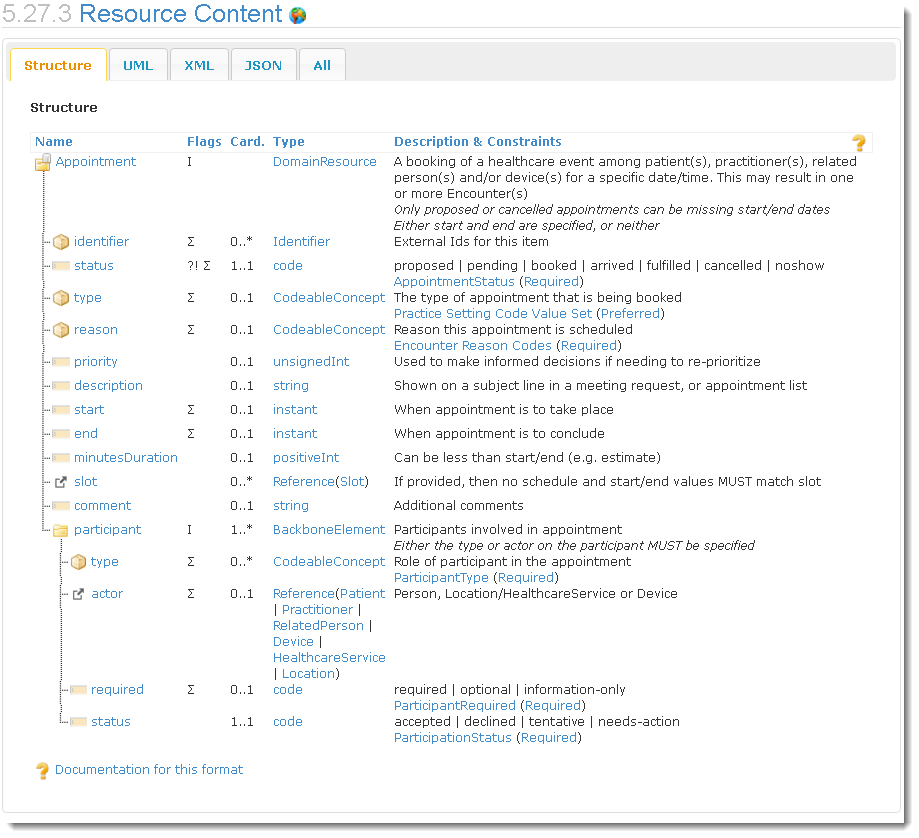 5.27.3 Resource Content
Structure UML XML JSON All
Structure
Name Flags Card. Type Description & Constraints
Appointment I DomainResource A booking of a healthcare event among patient(s), practitioner(s), related
person(s) and/or device(s) for a specific date/time. This may result in one
or more Encounter(s)
Only proposed or cancelled appointments can be missing start/end dates
Either start and end are specified, or neither
identifier Σ 0..* Identifier External Ids for this item
status ?! Σ 1..1 code proposed | pending | booked | arrived | fulfilled | cancelled | noshow
AppointmentStatus (Required)
type Σ 0..1 CodeableConcept The type of appointment that is being booked
Practice Setting Code Value Set (Preferred)
reason Σ 0..1 CodeableConcept Reason this appointment is scheduled
Encounter Reason Codes (Required)
priority 0..1 unsignedInt Used to make informed decisions if needing to re-prioritize
description 0..1 string Shown on a subject line in a meeting request, or appointment list
start Σ 0..1 instant When appointment is to take place
end Σ 0..1 instant When appointment is to conclude
minutesDuration 0..1 positiveInt Can be less than start/end (e.g. estimate)
slot 0..* Reference(Slot) If provided, then no schedule and start/end values MUST match slot
comment 0..1 string Additional comments
participant I 1..* BackboneElement Participants involved in appointment
Either the type or actor on the participant MUST be specified
type Σ 0..* CodeableConcept Role of participant in the appointment
ParticipantType (Required)
actor Σ 0..1 Reference(Patient Person, Location/HealthcareService or Device
| Practitioner |
RelatedPerson |
Device |
HealthcareService
| Location)
required Σ 0..1 code required | optional | information-only
ParticipantRequired (Required)
status 1..1 code accepted | declined | tentative | needs-action
ParticipationStatus (Required)
Documentation for this format